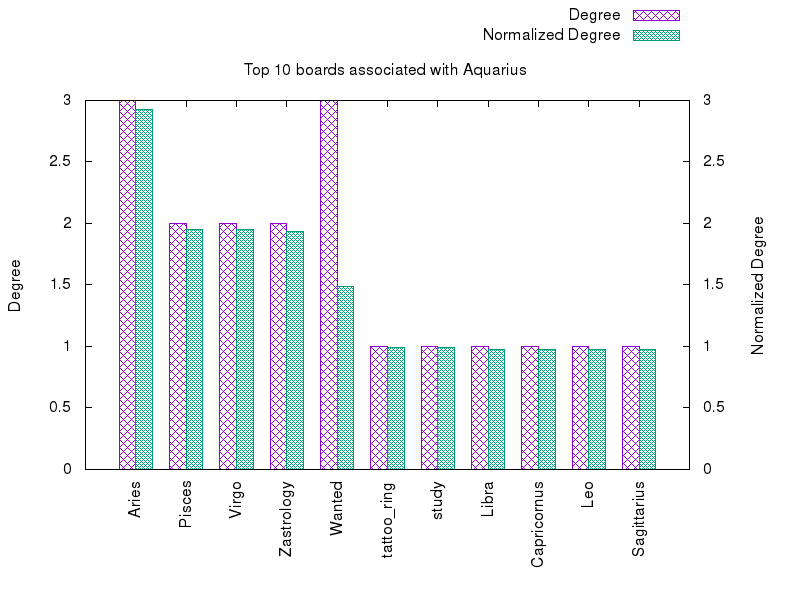 Degree
Normalized Degree
Top 10 boards associated with Aquarius
3 3
2.5 2.5
2 2
1.5 1.5
1 1
0.5 0.5
0 0
Degree
Normalized Degree
Aries
Pisces
Virgo
Zastrology
Wanted
tattoo_ring
study
Libra
Capricornus
Leo
Sagittarius